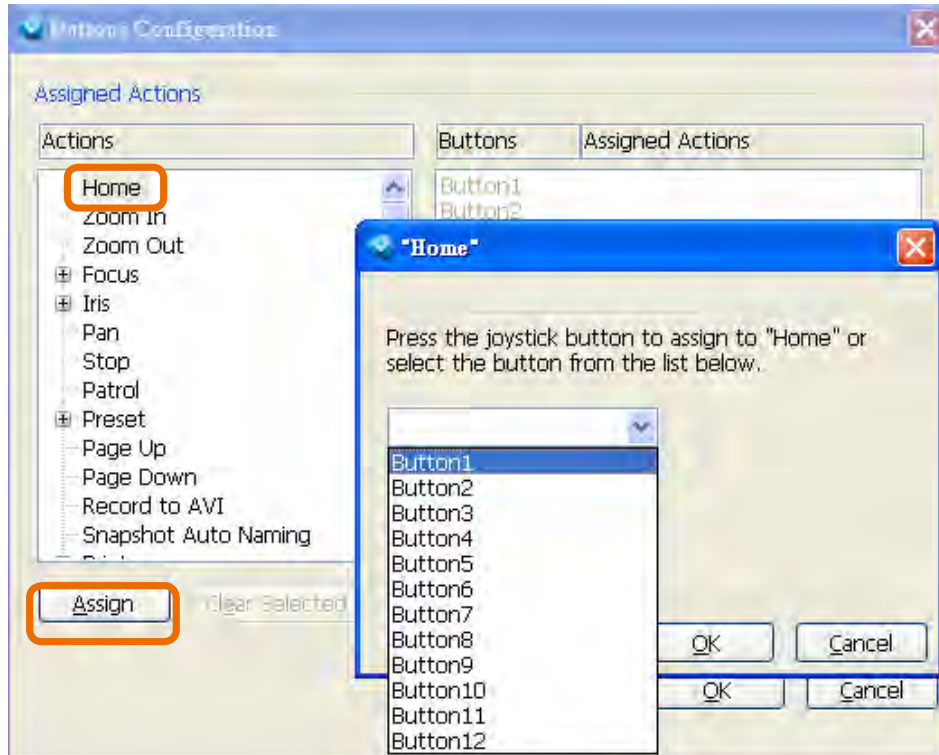 Buttons Configuration
Assigned Actions
Actions
Buttons
Assigned Actions
Home
Zoom In
Zoom Out
Focus
Iris
Pan
Stop
Patrol
Preset
Page Up
Page Down
Record to AVI
Snapshot Auto Naming
Button1
Button2
Assign
Clear Selected
"Home"
Press the joystick button to assign to "Home" or
select the button from the list below.
Button1
Button2
Button3
Button4
Button5
Button6
Button7
Button8
Button9
Button10
Button11
Button12
OK
Cancel
OK
Cancel